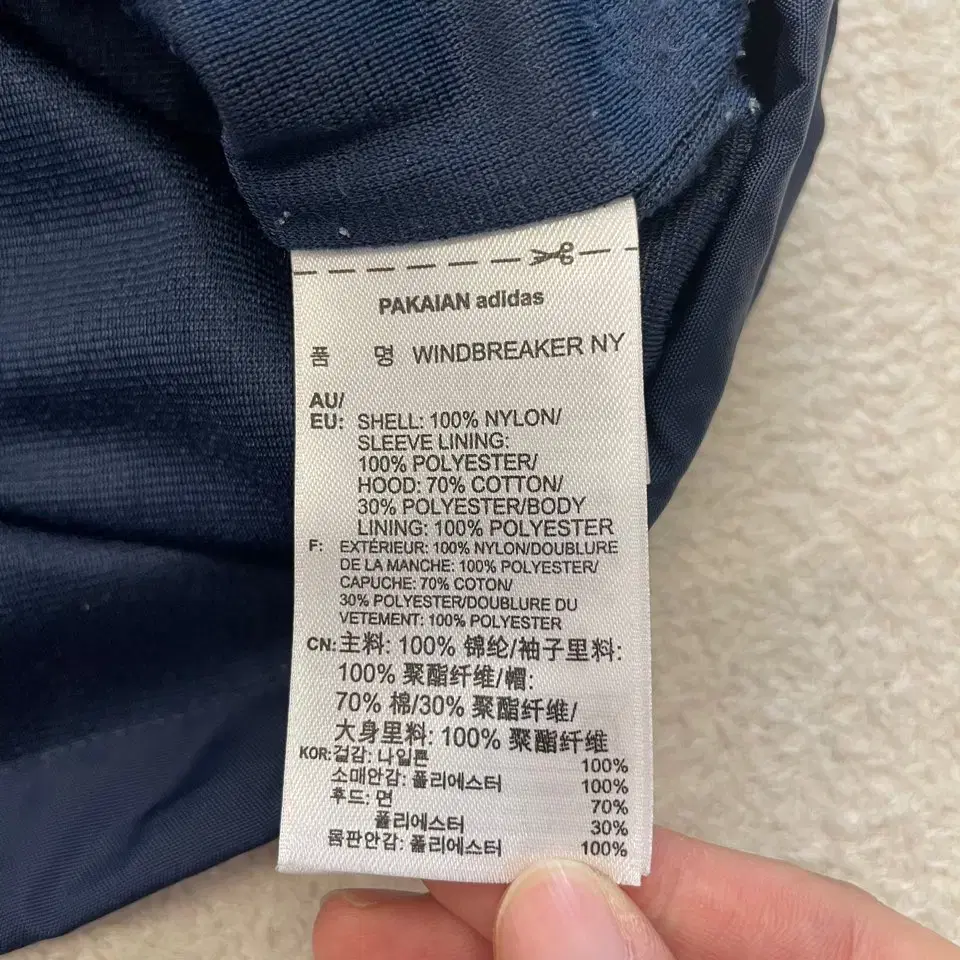 PAKAIAN adidas
품 명 WINDBREAKER NY
AU/
EU: SHELL: 100% NYLON/
SLEEVE LINING:
100% POLYESTER/
HOOD: 70% COTTON/
30% POLYESTER/BODY
LINING: 100% POLYESTER
F: EXTÉRIEUR: 100% NYLON/DOUBLURE
DE LA MANCHE: 100% POLYESTER/
CAPUCHE: 70% COTON/
30% POLYESTER/DOUBLURE DU
VETEMENT: 100% POLYESTER
CN: 主料: 100% 锦纶/袖子里料:
100% 聚酯纤维/帽:
70% 棉/30% 聚酯纤维/
大身里料: 100% 聚酯纤维
KOR: 겉감: 나일론 100%
소매안감: 폴리에스터 100%
후드: 면 70%
폴리에스터 30%
몸판안감: 폴리에스터 100%